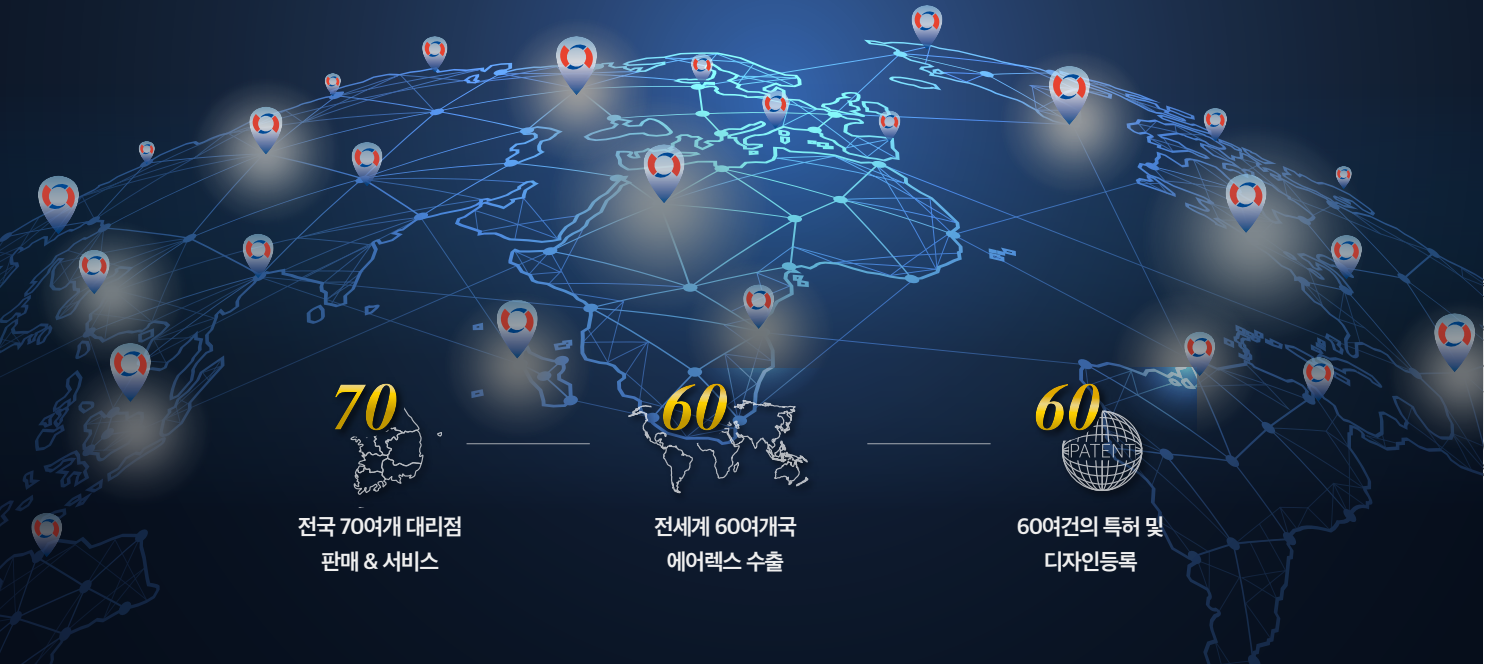 70
전국 70여개 대리점
판매 & 서비스
60
전세계 60여개국
에어렉스 수출
60
PATENT
60여건의 특허 및
디자인등록